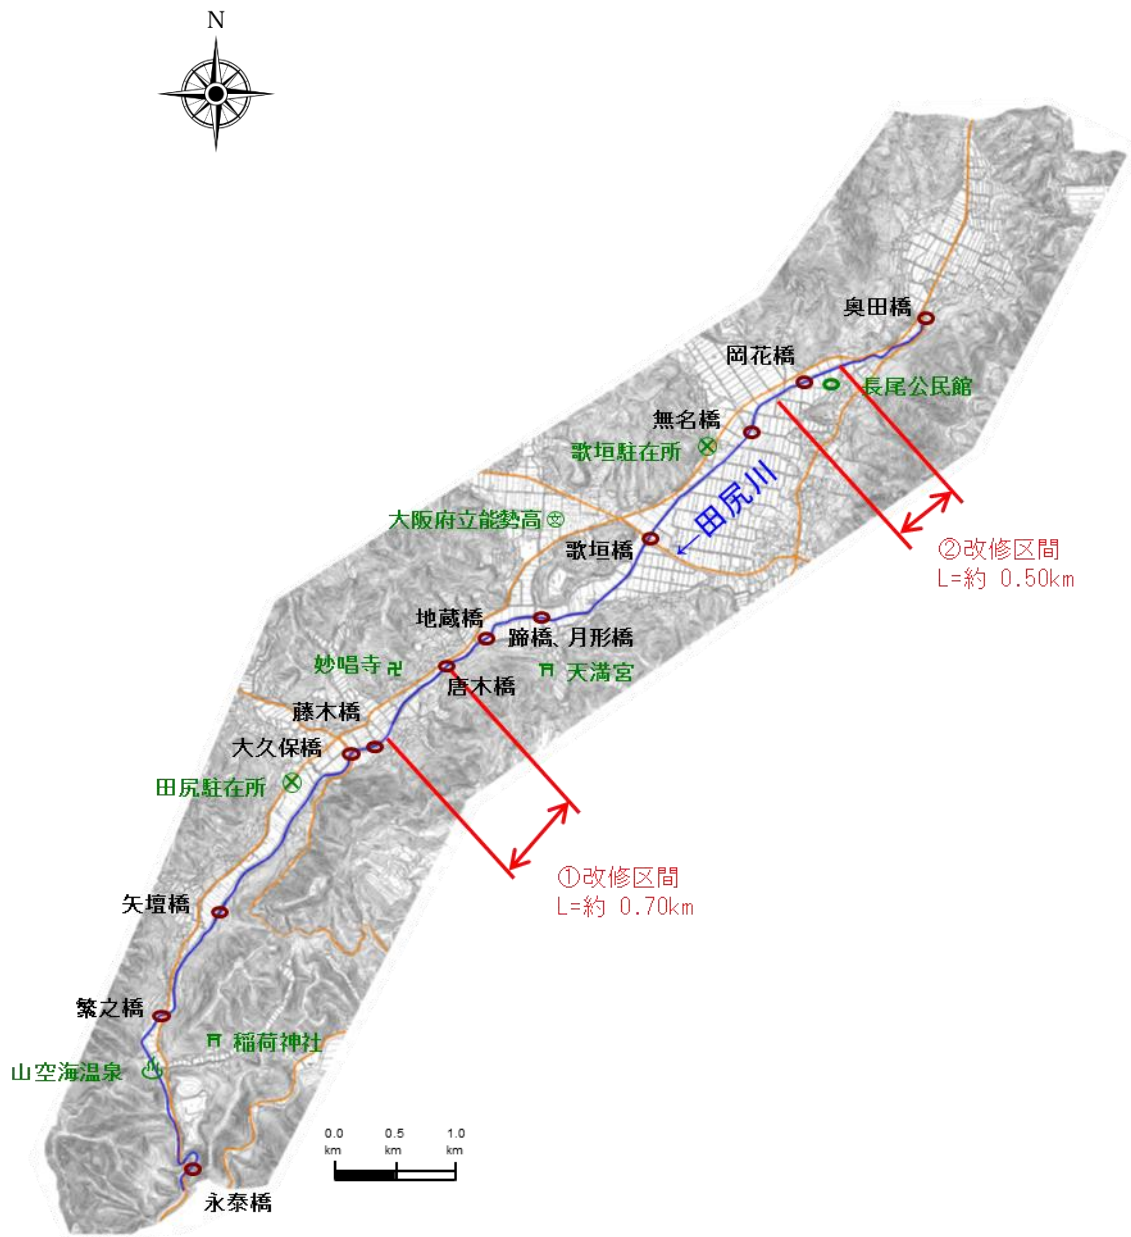 N
奥田橋
岡花橋
長尾公民館
無名橋
歌垣駐在所
←田尻川
大阪府立能勢高
歌垣橋
②改修区間
L=約 0.50km
地蔵橋
蹄橋、月形橋
妙唱寺
天満宮
唐木橋
藤木橋
大久保橋
田尻駐在所
①改修区間
L=約 0.70km
矢壇橋
繁之橋
稲荷神社
山空海温泉
0.0 0.5 1.0
km km km
永泰橋